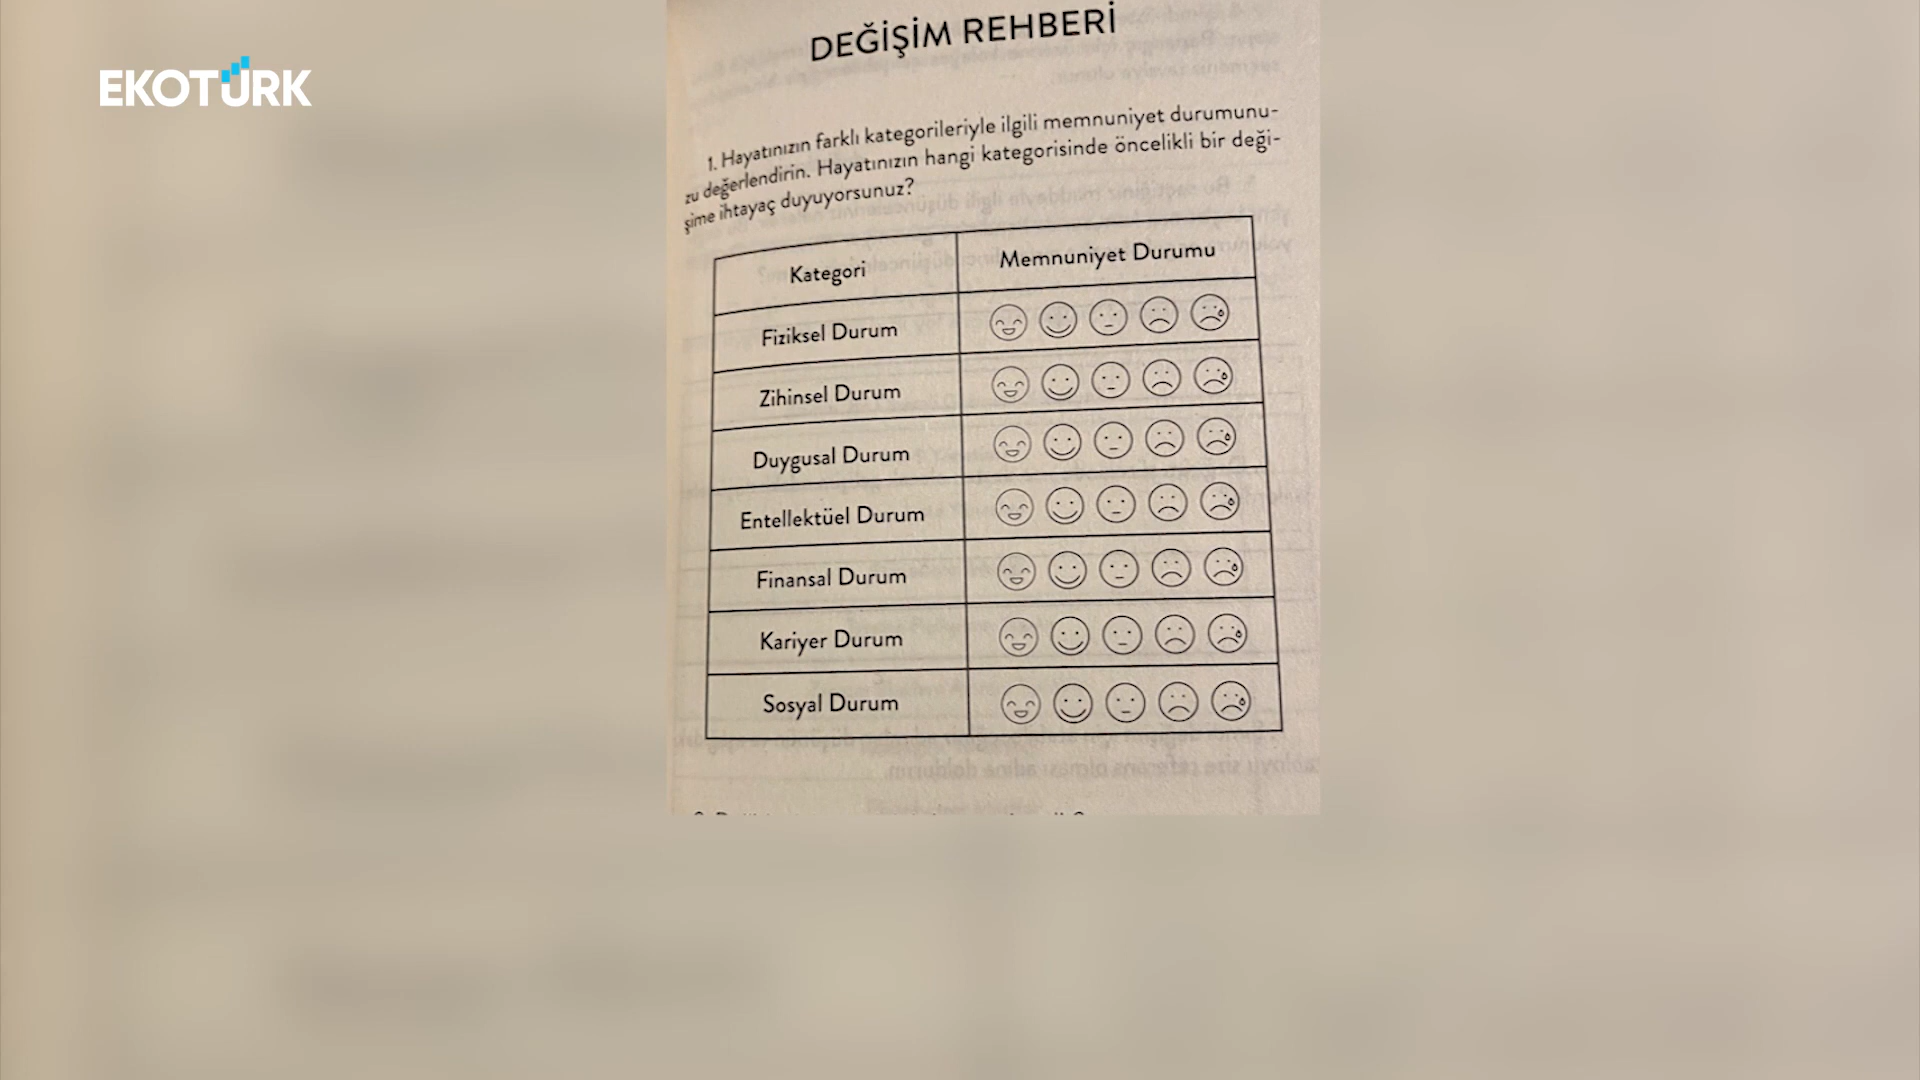 EKOTÜRK
DEĞİŞİM REHBERİ
1. Hayatınızın farklı kategorileriyle ilgili memnuniyet durumunu-
zu değerlendirin. Hayatınızın hangi kategorisinde öncelikli bir deği-
şime ihtayaç duyuyorsunuz?
Kategori Memnuniyet Durumu
Fiziksel Durum
Zihinsel Durum
Duygusal Durum
Entellektüel Durum
Finansal Durum
Kariyer Durum
Sosyal Durum